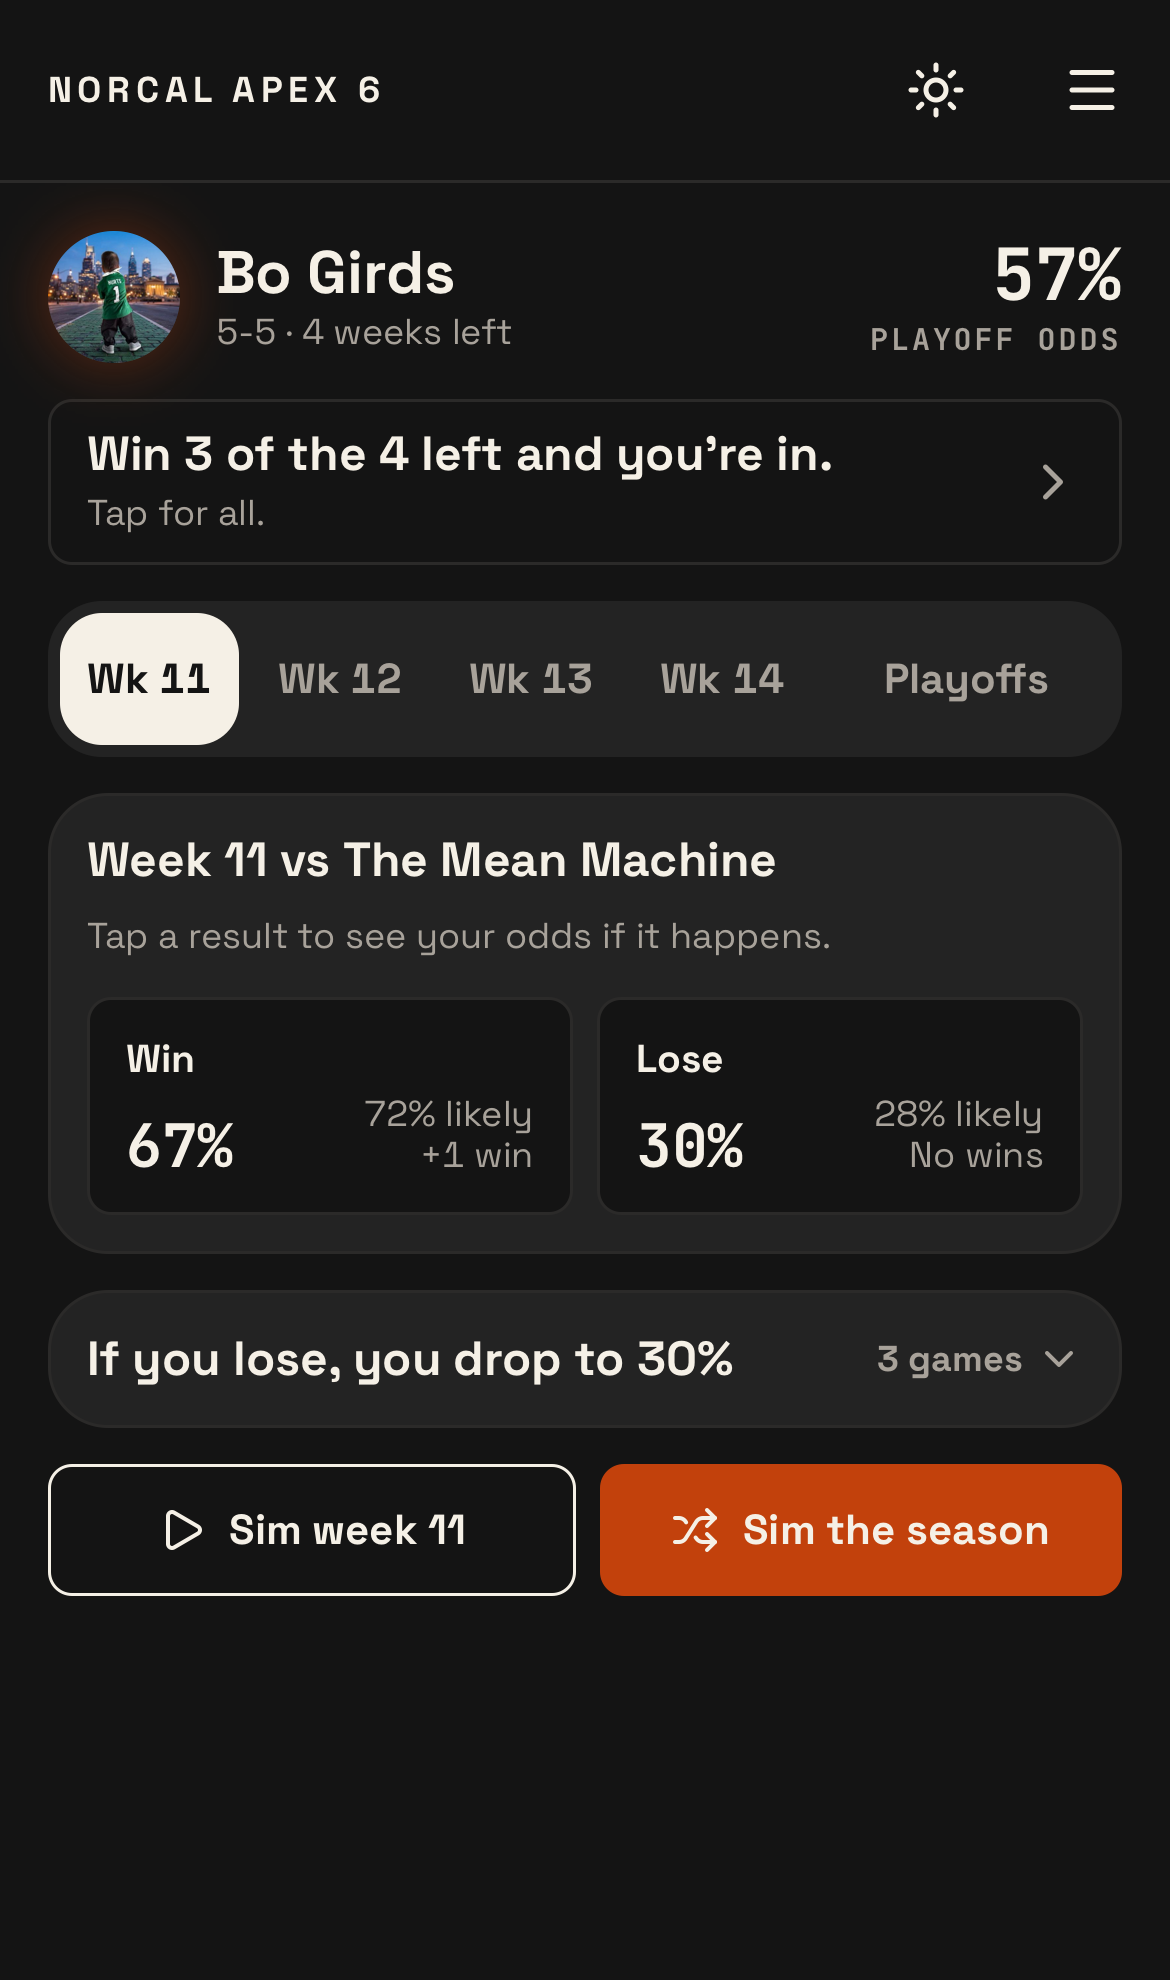 NORCAL APEX 6
Bo Girds
5-5 · 4 weeks left
57%
PLAYOFF ODDS
Win 3 of the 4 left and you’re in.
Tap for all.
Wk 11 Wk 12 Wk 13 Wk 14 Playoffs
Week 11 vs The Mean Machine
Tap a result to see your odds if it happens.
Win
67%
72% likely
+1 win
Lose
30%
28% likely
No wins
If you lose, you drop to 30%
3 games
Sim week 11
Sim the season